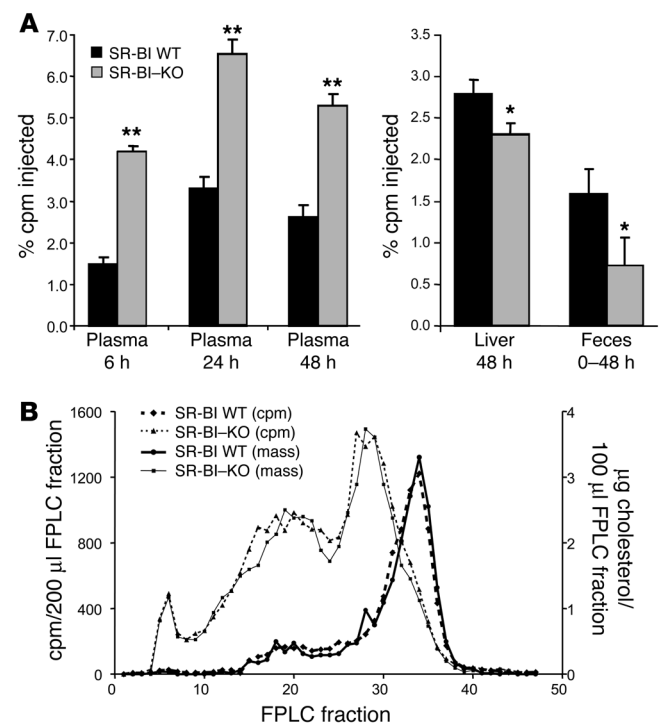 A
% cpm injected
7.0
6.0
5.0
4.0
3.0
2.0
1.0
0.0
SR-BI WT
SR-BI–KO
**
**
**
Plasma
6 h
Plasma
24 h
Plasma
48 h
% cpm injected
3.5
3.0
2.5
2.0
1.5
1.0
0.5
0.0
*
*
Liver
48 h
Feces
0–48 h
B
cpm/200 µl FPLC fraction
1600
1200
800
400
0
SR-BI WT (cpm)
SR-BI–KO (cpm)
SR-BI WT (mass)
SR-BI–KO (mass)
4
3
2
1
0
µg cholesterol/
100 µl FPLC fraction
0
10
20
30
40
50
FPLC fraction